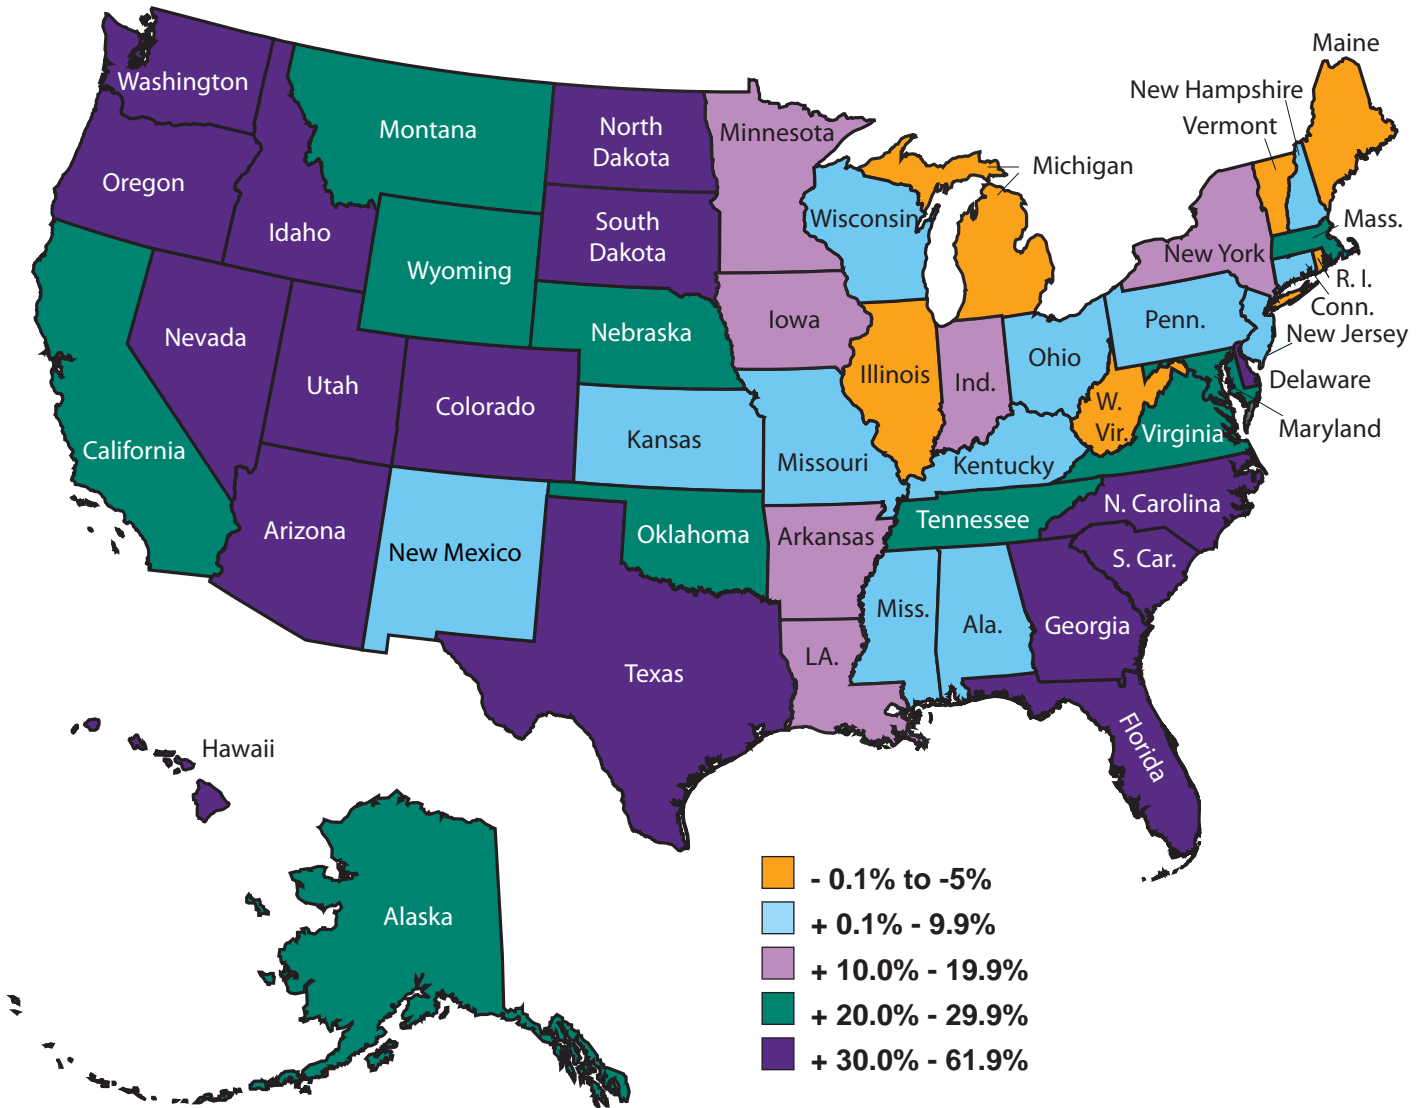 Maine
New Hampshire
Vermont
Washington
Montana
North
Dakota
Minnesota
Michigan
Oregon
Idaho
South
Dakota
Wisconsin
Mass.
New York
Wyoming
R. I.
Conn.
Nevada
Nebraska
Iowa
Penn.
New Jersey
Utah
Colorado
Illinois
Ind.
Ohio
Delaware
California
Kansas
Missouri
Kentucky
W.
Vir.
Virginia
Maryland
Arizona
New Mexico
Oklahoma
Arkansas
Tennessee
N. Carolina
S. Car.
Texas
LA.
Miss.
Ala.
Georgia
Florida
Hawaii
Alaska
- 0.1% to -5%
+ 0.1% - 9.9%
+ 10.0% - 19.9%
+ 20.0% - 29.9%
+ 30.0% - 61.9%